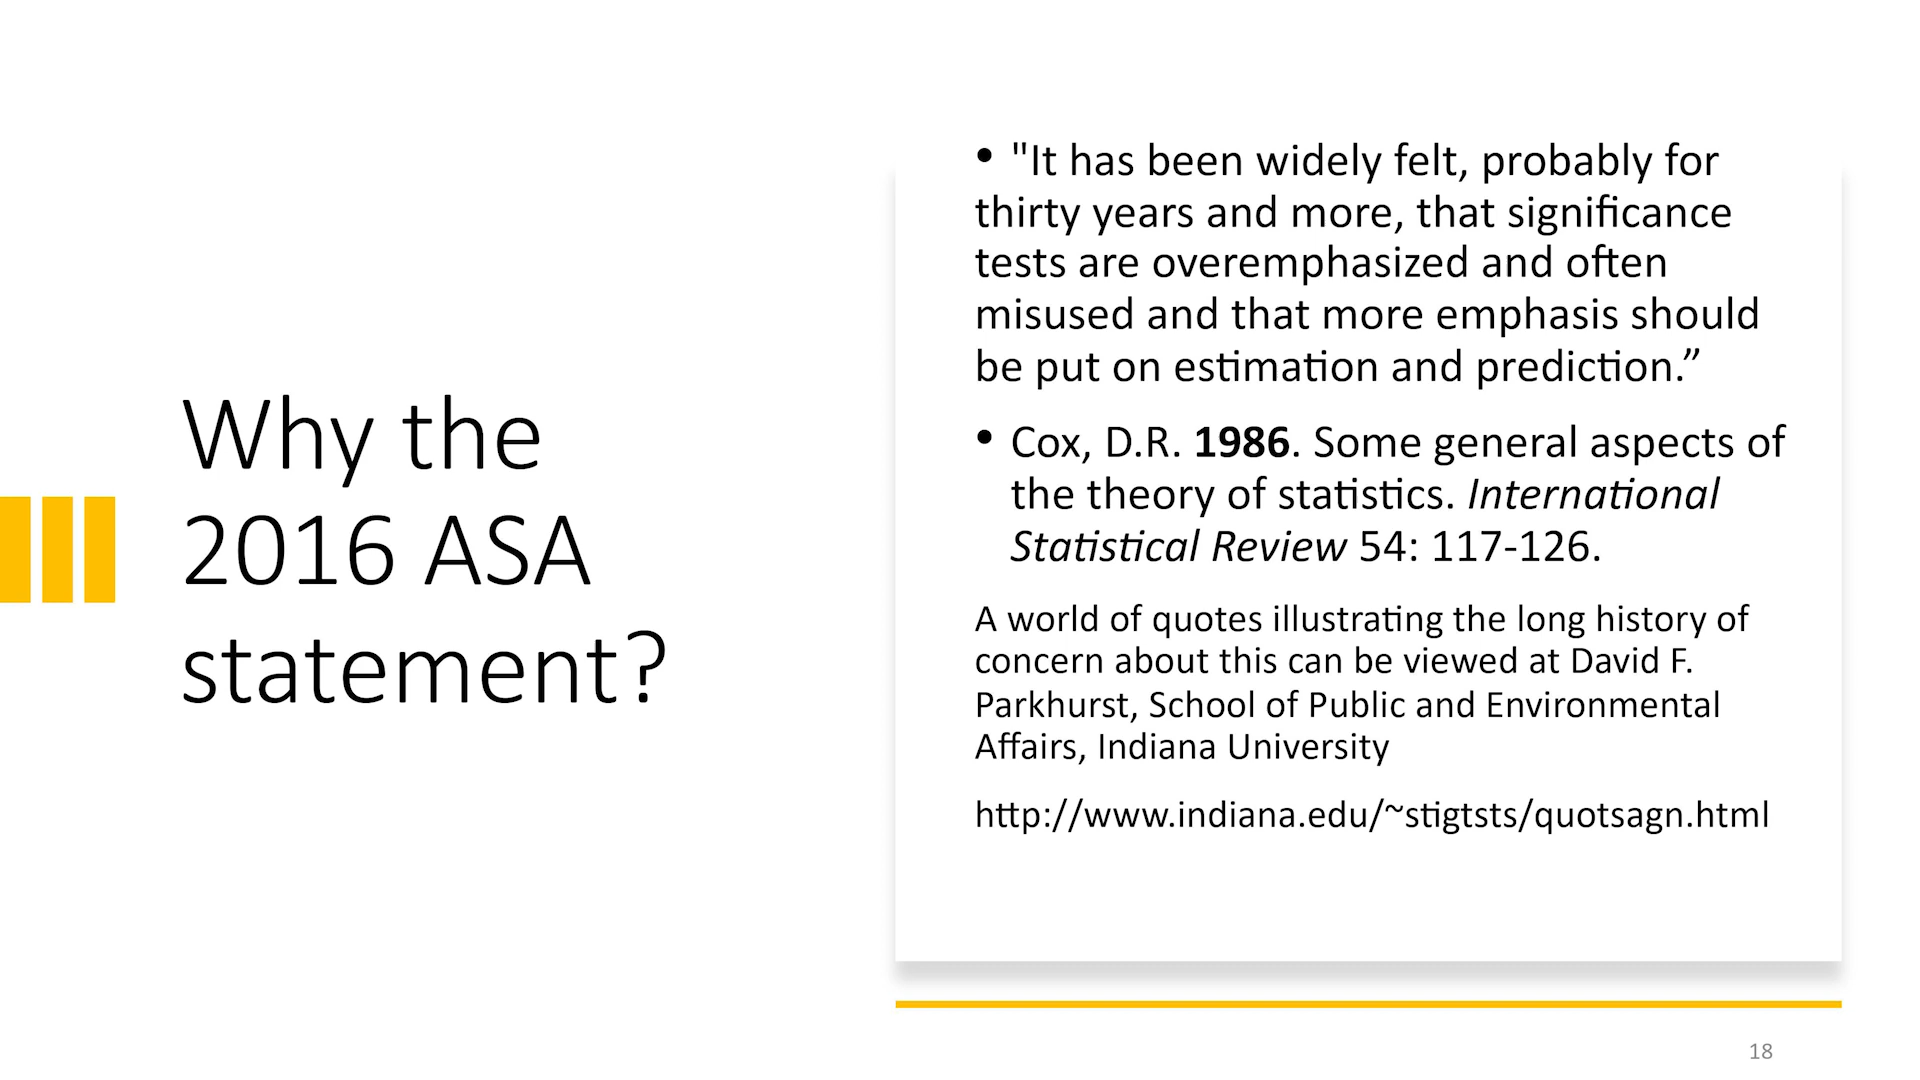 Why the
2016 ASA
statement?
• "It has been widely felt, probably for
thirty years and more, that significance
tests are overemphasized and often
misused and that more emphasis should
be put on estimation and prediction.”
• Cox, D.R. 1986. Some general aspects of
the theory of statistics. International
Statistical Review 54: 117-126.
A world of quotes illustrating the long history of
concern about this can be viewed at David F.
Parkhurst, School of Public and Environmental
Affairs, Indiana University
http://www.indiana.edu/~stigtsts/quotsagn.html
18